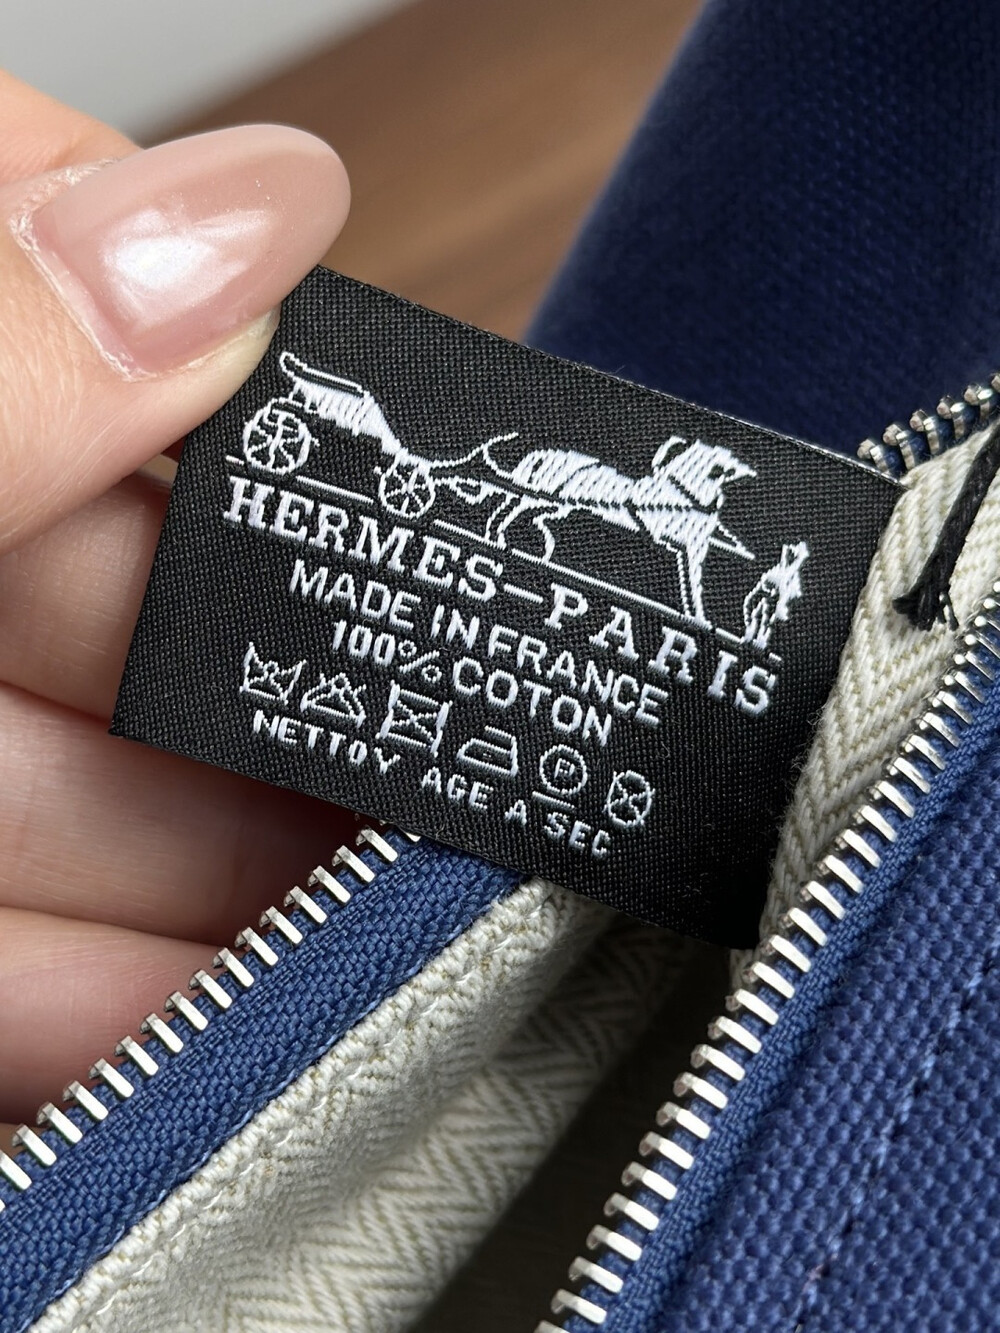 HERMES-PARIS
MADE IN FRANCE
100% COTON
P
NETTOY AGE A SEC